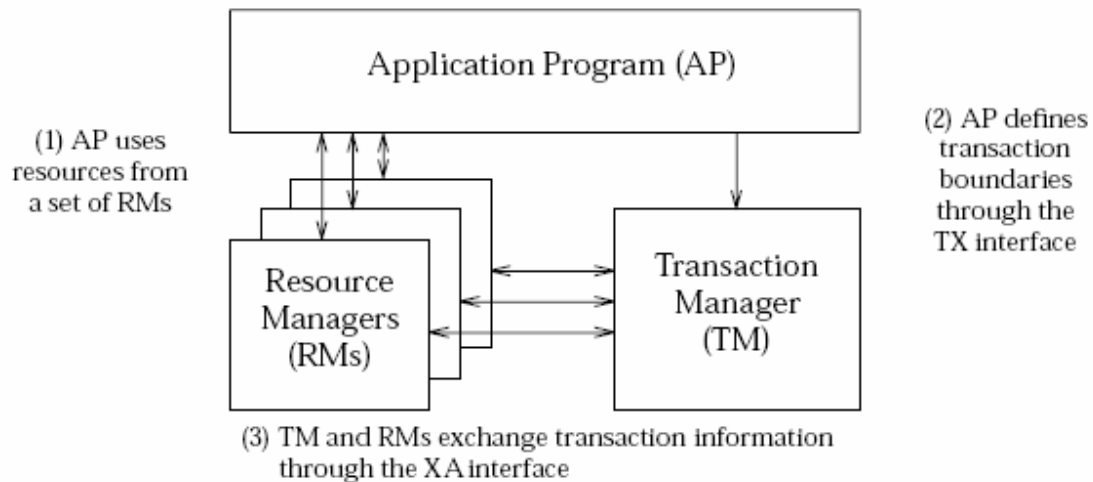 Application Program (AP)
(1) AP uses
resources from
a set of RMs
(2) AP defines
transaction
boundaries
through the
TX interface
Resource
Managers
(RMs)
Transaction
Manager
(TM)
(3) TM and RMs exchange transaction information
through the XA interface